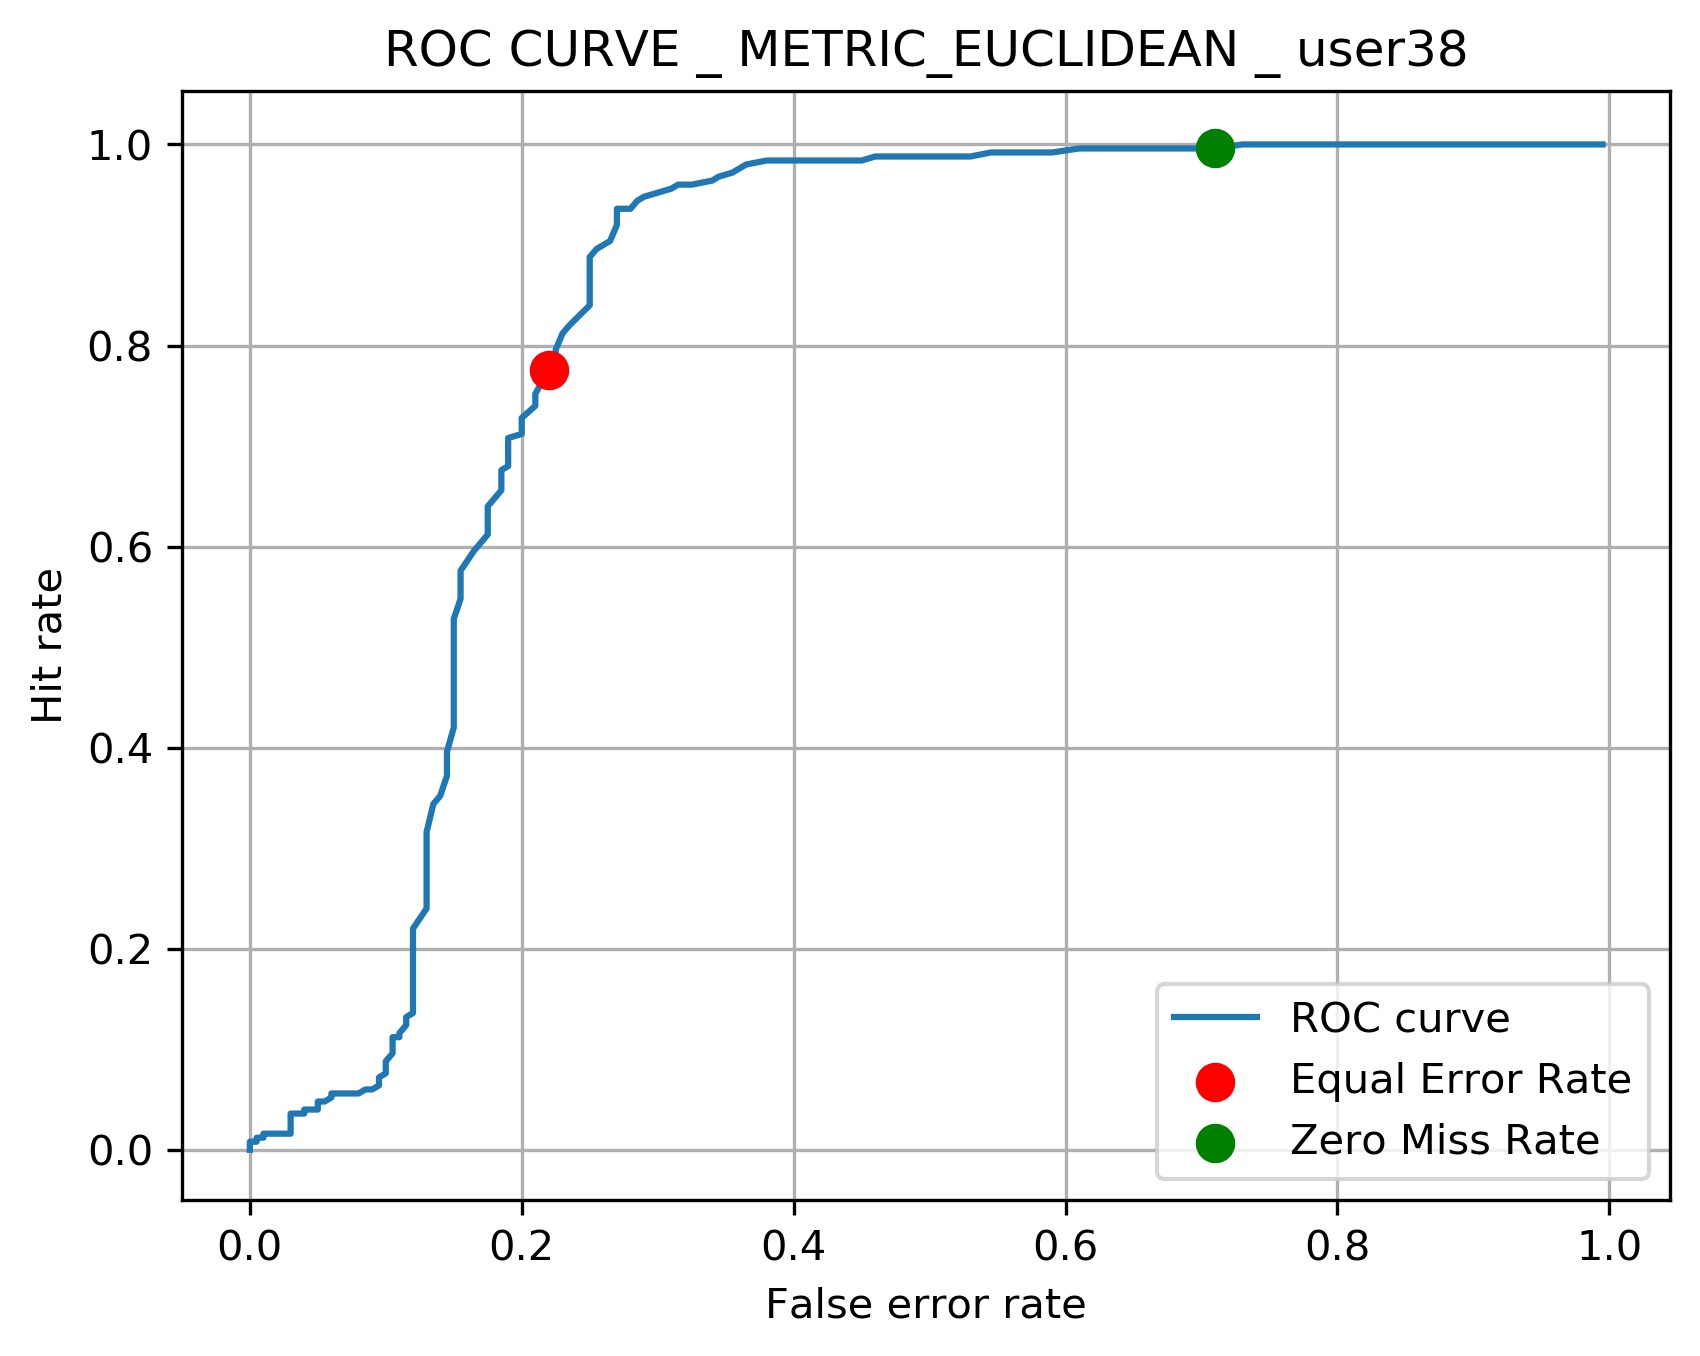 ROC CURVE _ METRIC_EUCLIDEAN _ user38
1.0
0.8
0.6
0.4
0.2
0.0
Hit rate
0.0 0.2 0.4 0.6 0.8 1.0
False error rate
ROC curve
Equal Error Rate
Zero Miss Rate